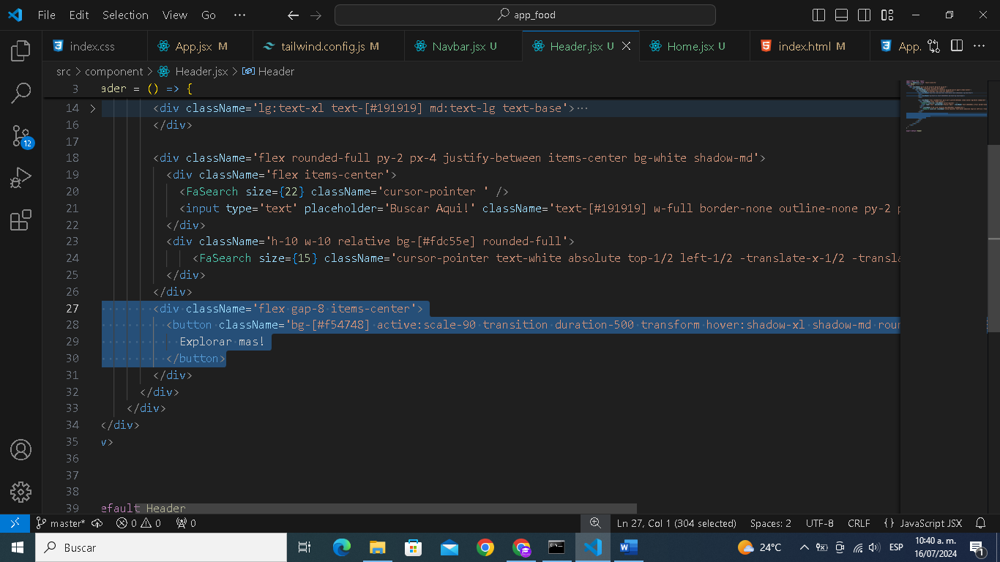 File Edit Selection View Go ··· app_food
index.css App.jsx M tailwind.config.js M Navbar.jsx U Header.jsx U Home.jsx U index.html M App.
src > component > Header.jsx > Header
3 ader = () => {
14 <div className='lg:text-xl text-[#191919] md:text-lg text-base'>···
16 </div>
17
18 <div className='flex rounded-full py-2 px-4 justify-between items-center bg-white shadow-md'>
19 <div className='flex items-center'>
20 <FaSearch size={22} className='cursor-pointer ' />
21 <input type='text' placeholder='Buscar Aqui!' className='text-[#191919] w-full border-none outline-none py-2 p
22 </div>
23 <div className='h-10 w-10 relative bg-[#fdc55e] rounded-full'>
24 <FaSearch size={15} className='cursor-pointer text-white absolute top-1/2 left-1/2 -translate-x-1/2 -transla
25 </div>
26 </div>
27 <div className='flex gap-8 items-center'>
28 <button className='bg-[#f54748] active:scale-90 transition duration-500 transform hover:shadow-xl shadow-md roun
29 Explorar mas!
30 </button>
31 </div>
32 </div>
33 </div>
34 </div>
35 v>
36
37
38
39 efault Header
12
master* 0 0 0 Ln 27, Col 1 (304 selected) Spaces: 2 UTF-8 CRLF {} JavaScript JSX
Buscar 24°C ESP 10:40 a. m.
16/07/2024 1